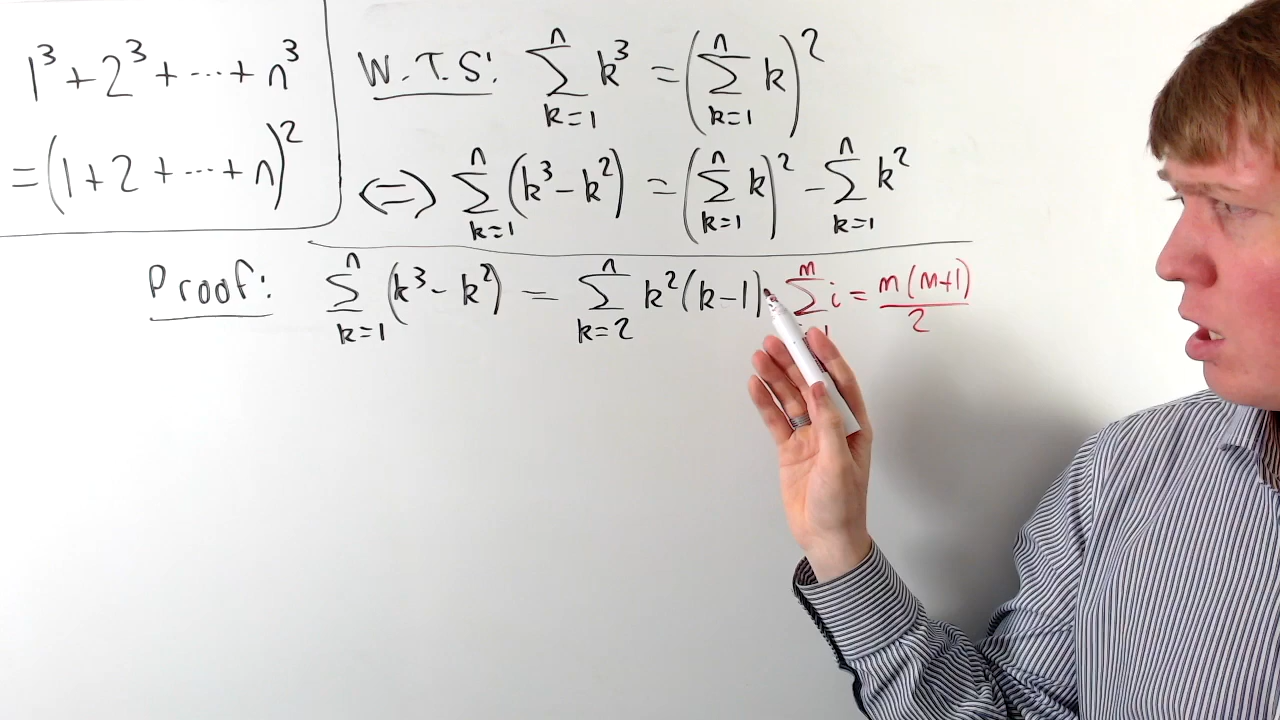 1³ + 2³ + ⋯ + n³
= (1 + 2 + ⋯ + n)²
W.T.S: ∑_{k=1}^{n} k³ = (∑_{k=1}^{n} k)²
⟺ ∑_{k=1}^{n} (k³ − k²) = (∑_{k=1}^{n} k)² − ∑_{k=1}^{n} k²
Proof: ∑_{k=1}^{n} (k³ − k²) = ∑_{k=2}^{n} k²(k−1) ∑^{m} i = m(m+1)/2